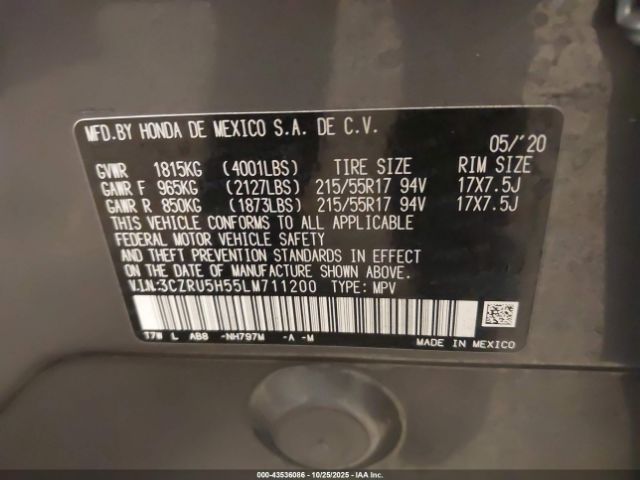 MFD.BY HONDA DE MEXICO S.A. DE C.V.
05/'20
GVWR 1815KG (4001LBS) TIRE SIZE RIM SIZE
GAWR F 965KG (2127LBS) 215/55R17 94V 17X7.5J
GAWR R 850KG (1873LBS) 215/55R17 94V 17X7.5J
THIS VEHICLE CONFORMS TO ALL APPLICABLE
FEDERAL MOTOR VEHICLE SAFETY
AND THEFT PREVENTION STANDARDS IN EFFECT
ON THE DATE OF MANUFACTURE SHOWN ABOVE.
V.I.N:3CZRU5H55LM711200 TYPE: MPV
T7W L AB8 -NH797M -A -M
MADE IN MEXICO
000-43536086 | 10/25/2025 | IAA Inc.